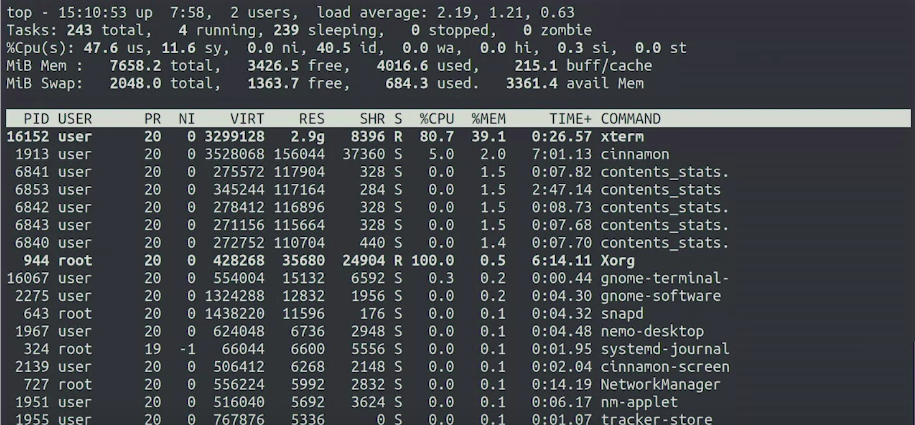 top - 15:10:53 up  7:58,  2 users,  load average: 2.19, 1.21, 0.63
Tasks: 243 total,   4 running, 239 sleeping,   0 stopped,   0 zombie
%Cpu(s): 47.6 us, 11.6 sy,  0.0 ni, 40.5 id,  0.0 wa,  0.0 hi,  0.3 si,  0.0 st
MiB Mem :   7658.2 total,   3426.5 free,   4016.6 used,    215.1 buff/cache
MiB Swap:   2048.0 total,   1363.7 free,    684.3 used.   3361.4 avail Mem
PID USER      PR  NI    VIRT    RES    SHR S  %CPU  %MEM     TIME+ COMMAND
16152 user      20   0 3299128   2.9g   8396 R  80.7  39.1   0:26.57 xterm
1913 user      20   0 3528068 156044  37360 S   5.0   2.0   7:01.13 cinnamon
6841 user      20   0  275572 117904    328 S   0.0   1.5   0:07.82 contents_stats.
6853 user      20   0  345244 117164    284 S   0.0   1.5   2:47.14 contents_stats
6842 user      20   0  278412 116896    328 S   0.0   1.5   0:08.73 contents_stats.
6843 user      20   0  271156 115664    328 S   0.0   1.5   0:07.68 contents_stats.
6840 user      20   0  272752 110704    440 S   0.0   1.4   0:07.70 contents_stats.
944 root      20   0  428268  35680  24904 R 100.0   0.5   6:14.11 Xorg
16067 user      20   0  554004  15132   6592 S   0.3   0.2   0:00.44 gnome-terminal-
2275 user      20   0 1324288  12832   1956 S   0.0   0.2   0:04.30 gnome-software
643 root      20   0 1438220  11596    176 S   0.0   0.1   0:04.32 snapd
1967 user      20   0  624048   6736   2948 S   0.0   0.1   0:04.48 nemo-desktop
324 root      19  -1   66044   6600   5556 S   0.0   0.1   0:01.95 systemd-journal
2139 user      20   0  506412   6268   2148 S   0.0   0.1   0:02.04 cinnamon-screen
727 root      20   0  556224   5992   2832 S   0.0   0.1   0:14.19 NetworkManager
1951 user      20   0  516040   5692   3624 S   0.0   0.1   0:06.17 nm-applet
1955 user      20   0  767876   5336      0 S   0.0   0.1   0:01.07 tracker-store